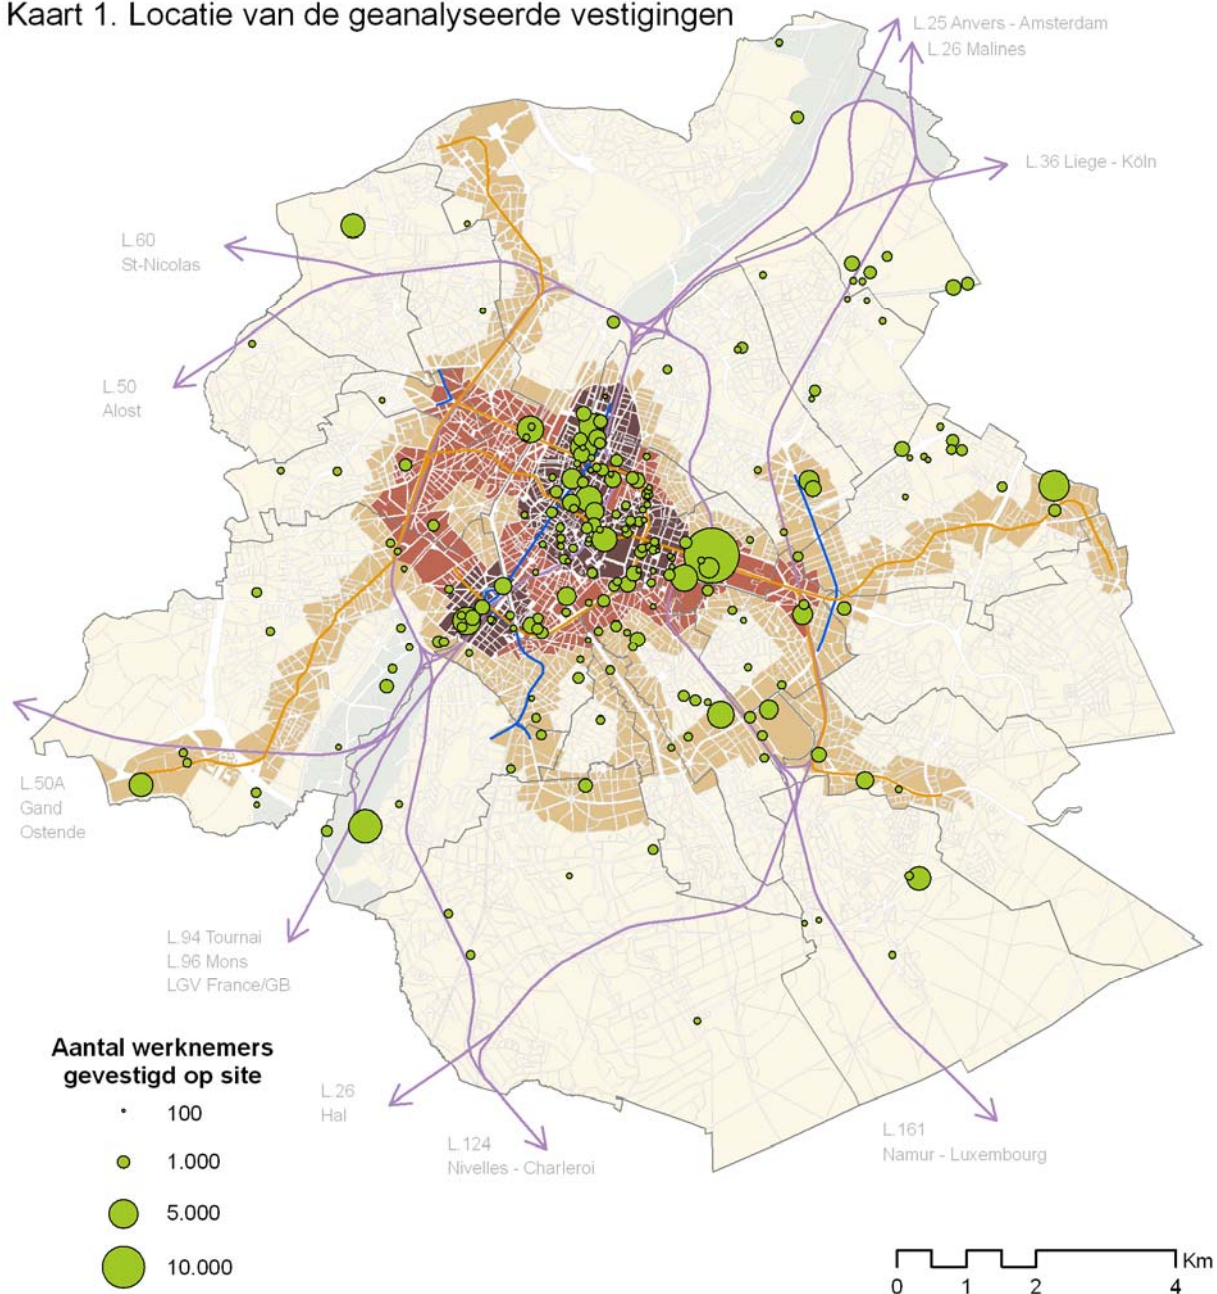 Kaart 1. Locatie van de geanalyseerde vestigingen
L.25 Anvers - Amsterdam
L.26 Malines
L.36 Liege - Köln
L.60
St-Nicolas
L.50
Alost
L.50A
Gand
Ostende
L.94 Tournai
L.96 Mons
LGV France/GB
Aantal werknemers
gevestigd op site
100
1.000
5.000
10.000
L.26
Hal
L.124
Nivelles - Charleroi
L.161
Namur - Luxembourg
Km
0 1 2 4